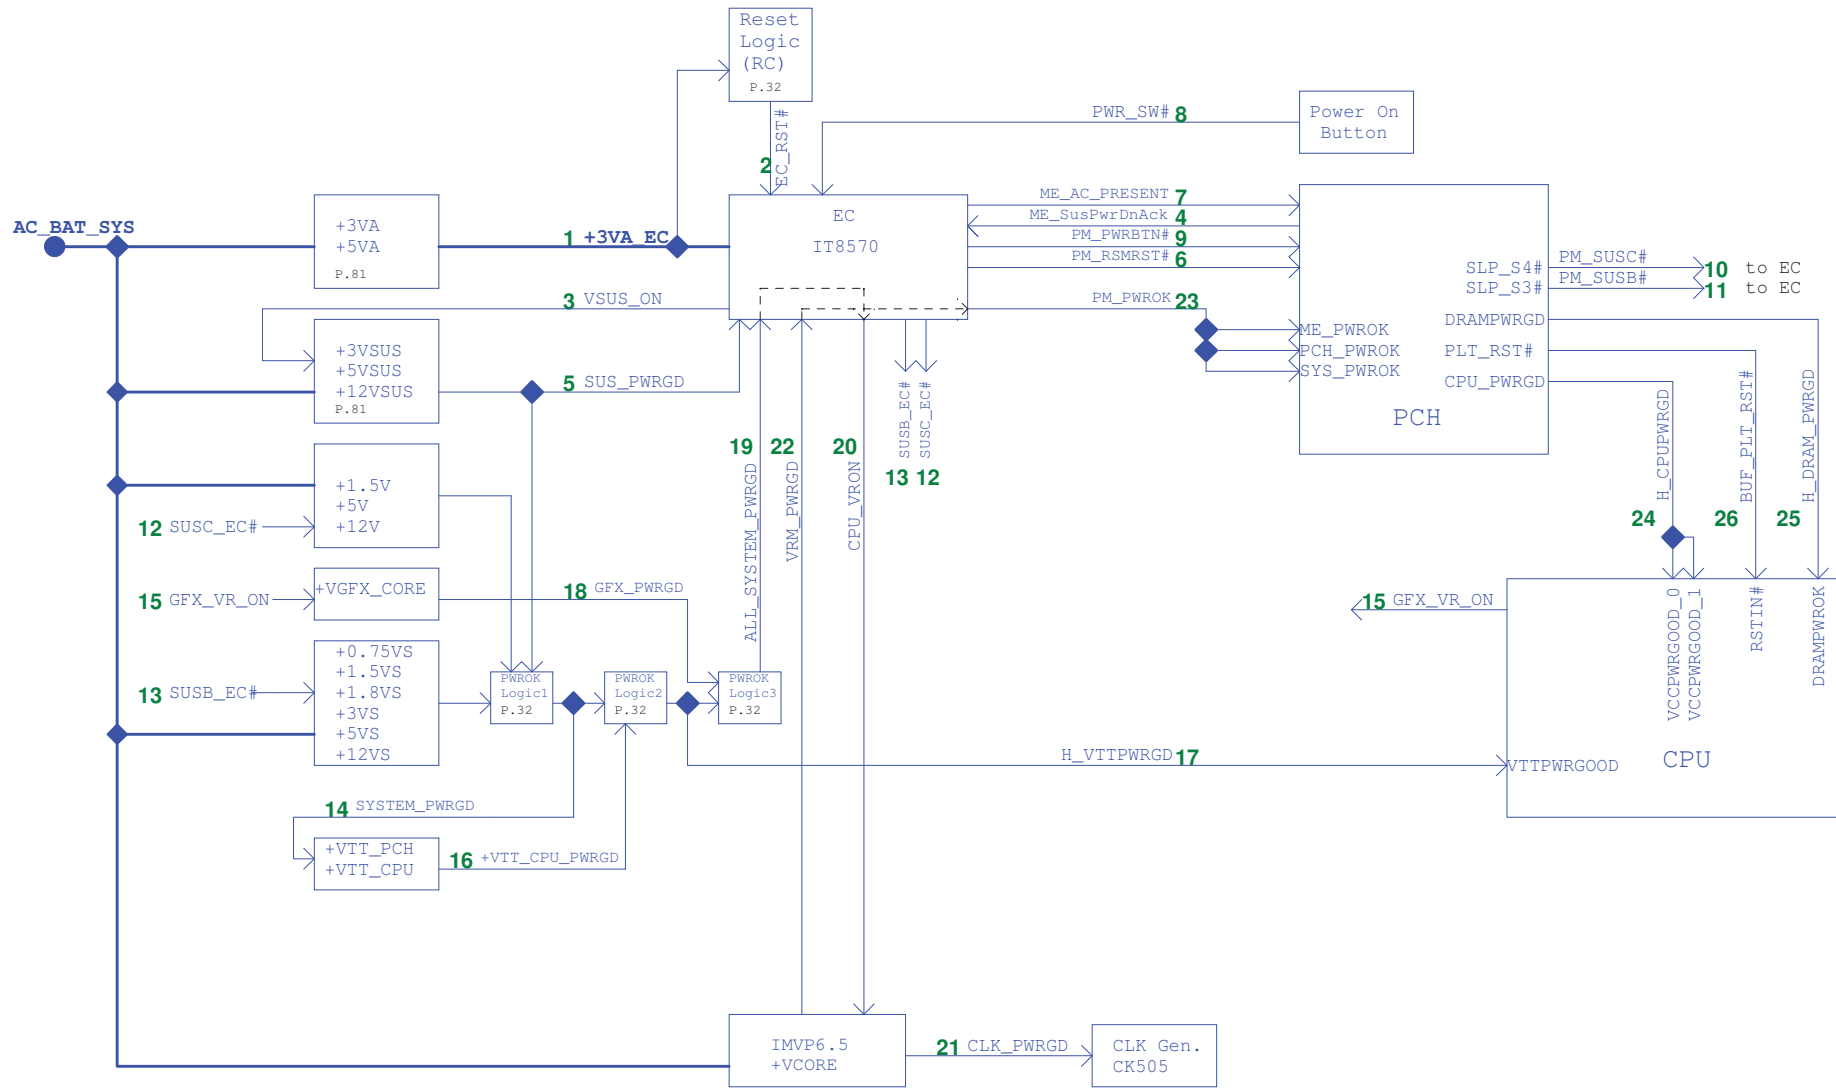 Reset
Logic
(RC)
P.32
EC_RST#
2
PWR_SW# 8
Power On
Button
AC_BAT_SYS
+3VA
+5VA
P.81
1 +3VA_EC
EC
IT8570
ME_AC_PRESENT 7
ME_SusPwrDnAck 4
PM_PWRBTN# 9
PM_RSMRST# 6
PM_PWROK 23
SLP_S4#
SLP_S3#
DRAMPWRGD
PLT_RST#
CPU_PWRGD
ME_PWROK
PCH_PWROK
SYS_PWROK
PCH
PM_SUSC#
10 to EC
PM_SUSB#
11 to EC
3 VSUS_ON
+3VSUS
+5VSUS
+12VSUS
P.81
5 SUS_PWRGD
SUSB_EC#
SUSC_EC#
13 12
19
ALL_SYSTEM_PWRGD
22
VRM_PWRGD
20
CPU_VRON
H_CPUPWRGD
24
BUF_PLT_RST#
26
H_DRAM_PWRGD
25
+1.5V
+5V
+12V
12 SUSC_EC#
+VGFX_CORE
15 GFX_VR_ON
18 GFX_PWRGD
+0.75VS
+1.5VS
+1.8VS
+3VS
+5VS
+12VS
13 SUSB_EC#
PWROK
Logic1
P.32
PWROK
Logic2
P.32
PWROK
Logic3
P.32
15 GFX_VR_ON
VCCPWRGOOD_0
VCCPWRGOOD_1
RSTIN#
DRAMPWROK
H_VTTPWRGD 17
VTTPWRGOOD
CPU
14 SYSTEM_PWRGD
+VTT_PCH
+VTT_CPU
16 +VTT_CPU_PWRGD
IMVP6.5
+VCORE
21 CLK_PWRGD
CLK Gen.
CK505